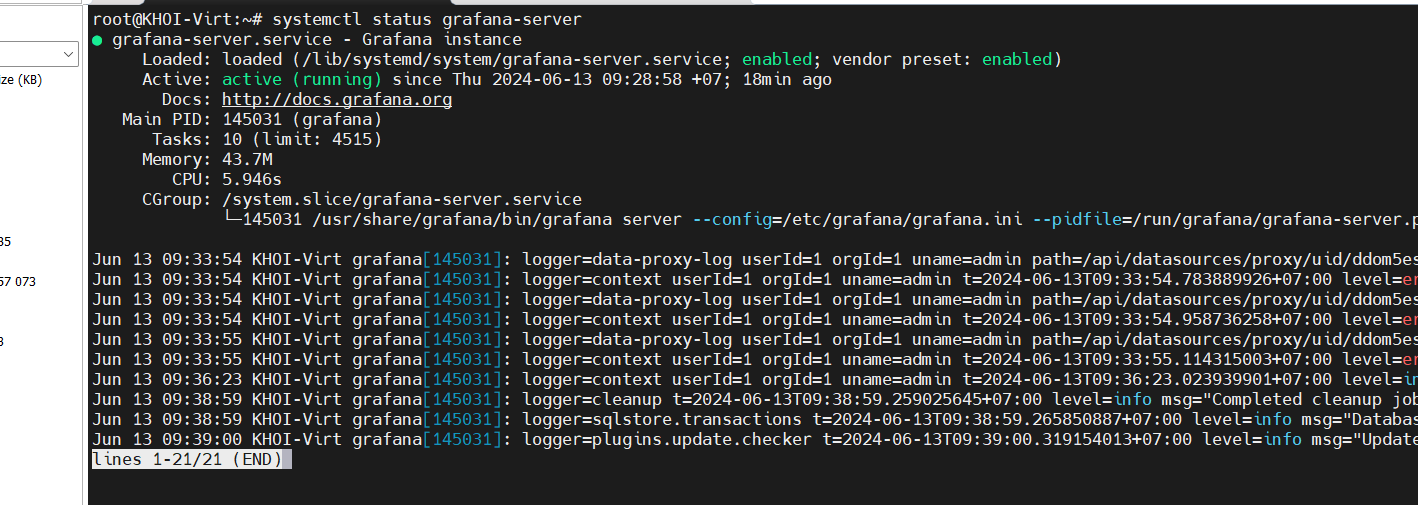 root@KHOI-Virt:~# systemctl status grafana-server
● grafana-server.service - Grafana instance
Loaded: loaded (/lib/systemd/system/grafana-server.service; enabled; vendor preset: enabled)
ize (KB)
Active: active (running) since Thu 2024-06-13 09:28:58 +07; 18min ago
Docs: http://docs.grafana.org
Main PID: 145031 (grafana)
Tasks: 10 (limit: 4515)
Memory: 43.7M
CPU: 5.946s
CGroup: /system.slice/grafana-server.service
└─145031 /usr/share/grafana/bin/grafana server --config=/etc/grafana/grafana.ini --pidfile=/run/grafana/grafana-server.p
35
Jun 13 09:33:54 KHOI-Virt grafana[145031]: logger=data-proxy-log userId=1 orgId=1 uname=admin path=/api/datasources/proxy/uid/ddom5es
57 073
Jun 13 09:33:54 KHOI-Virt grafana[145031]: logger=context userId=1 orgId=1 uname=admin t=2024-06-13T09:33:54.783889926+07:00 level=er
Jun 13 09:33:54 KHOI-Virt grafana[145031]: logger=data-proxy-log userId=1 orgId=1 uname=admin path=/api/datasources/proxy/uid/ddom5es
Jun 13 09:33:54 KHOI-Virt grafana[145031]: logger=context userId=1 orgId=1 uname=admin t=2024-06-13T09:33:54.958736258+07:00 level=er
Jun 13 09:33:55 KHOI-Virt grafana[145031]: logger=data-proxy-log userId=1 orgId=1 uname=admin path=/api/datasources/proxy/uid/ddom5es
Jun 13 09:33:55 KHOI-Virt grafana[145031]: logger=context userId=1 orgId=1 uname=admin t=2024-06-13T09:33:55.114315003+07:00 level=er
Jun 13 09:36:23 KHOI-Virt grafana[145031]: logger=context userId=1 orgId=1 uname=admin t=2024-06-13T09:36:23.023939901+07:00 level=in
Jun 13 09:38:59 KHOI-Virt grafana[145031]: logger=cleanup t=2024-06-13T09:38:59.259025645+07:00 level=info msg="Completed cleanup job
Jun 13 09:38:59 KHOI-Virt grafana[145031]: logger=sqlstore.transactions t=2024-06-13T09:38:59.265850887+07:00 level=info msg="Databas
Jun 13 09:39:00 KHOI-Virt grafana[145031]: logger=plugins.update.checker t=2024-06-13T09:39:00.319154013+07:00 level=info msg="Update
lines 1-21/21 (END)